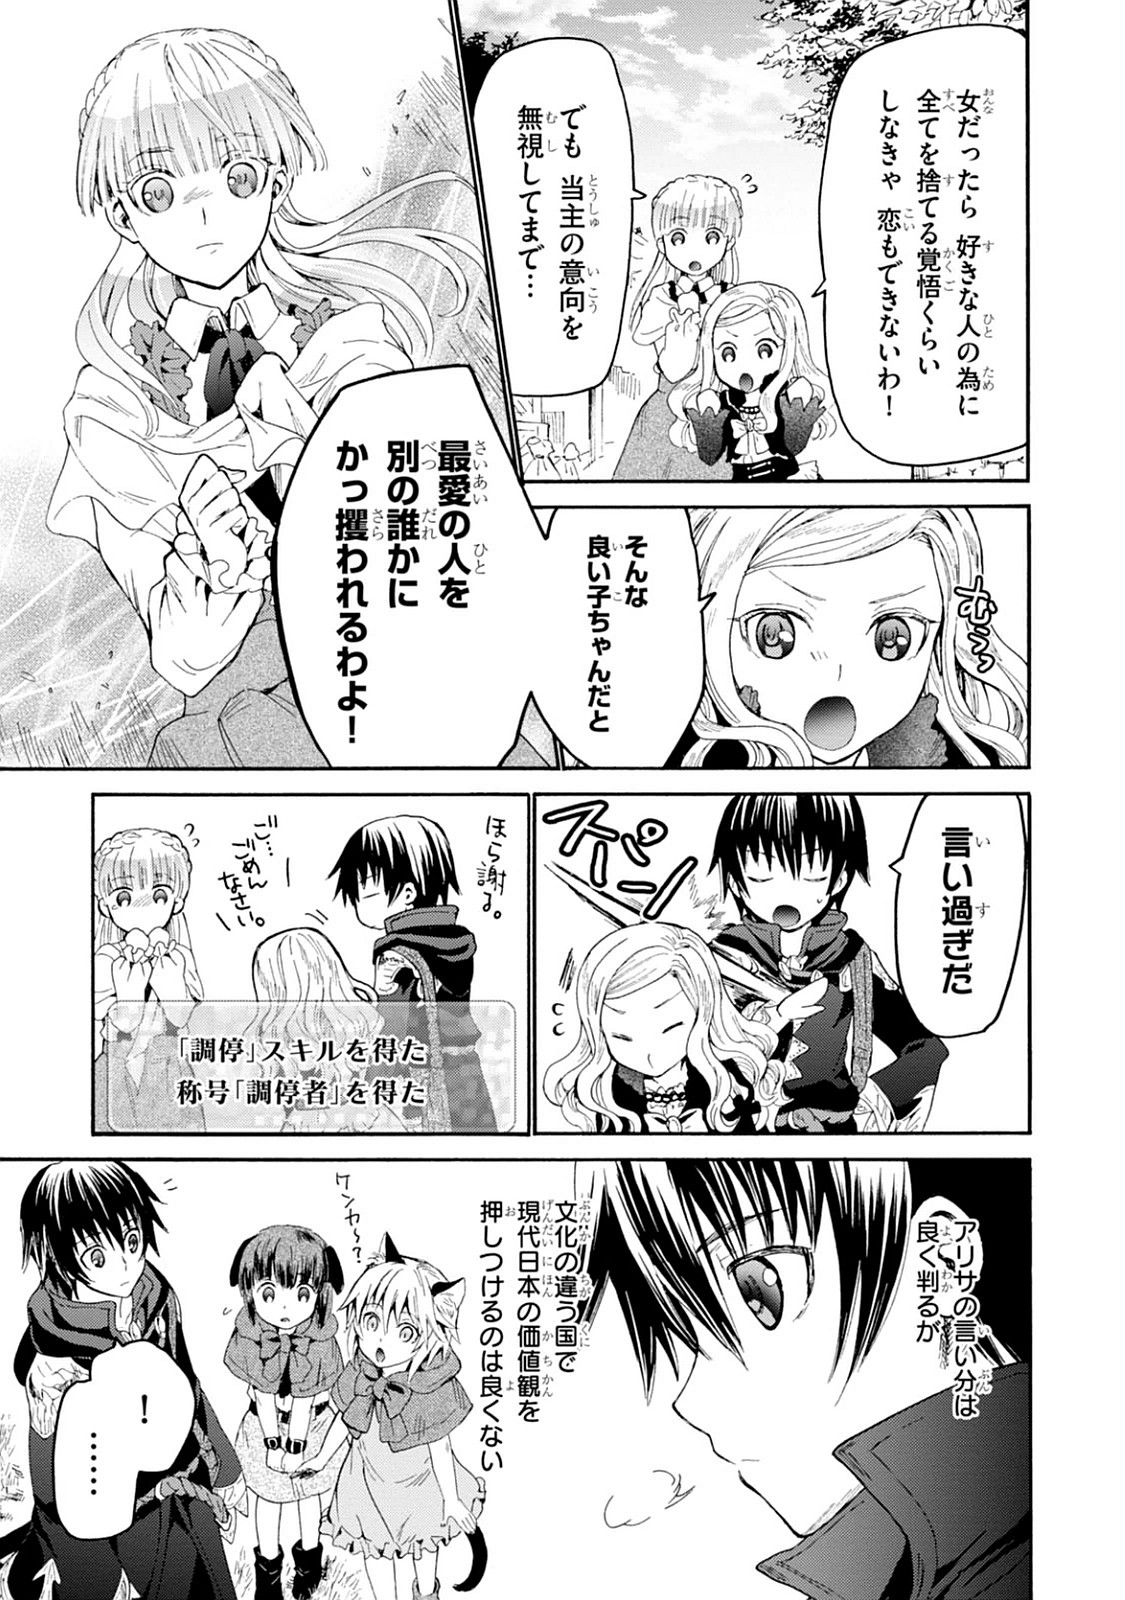 女だったら 好きな人の為に
全てを捨てる覚悟くらい
しなきゃ 恋もできないわ!
でも 当主の意向を
無視してまで…
むうぅ
そんな
良い子ちゃんだと
最愛の人を
別の誰かに
かっ攫われるわよ!
言い過ぎだ
スパーン
ほら謝る。
ご…
ごめん
なさい。
「調停」スキルを得た
称号「調停者」を得た
アリサの言い分は
良く判るが
文化の違う国で
現代日本の価値観を
押しつけるのは良くない
ケンカ〜?
!
……